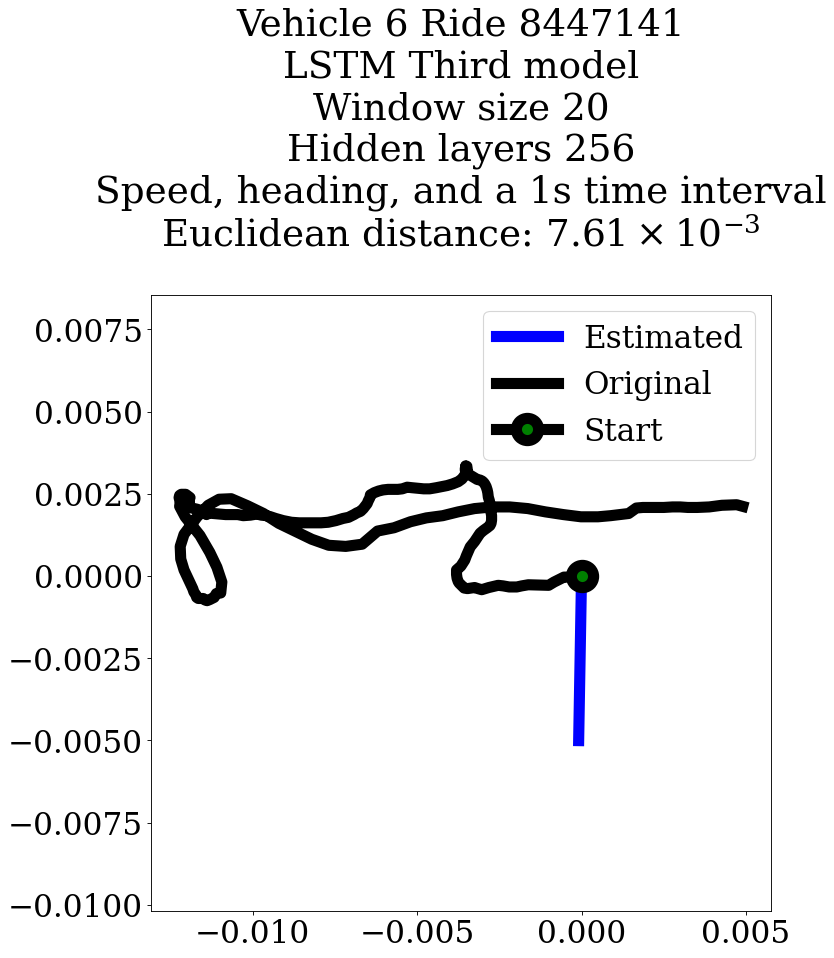 Vehicle 6 Ride 8447141
LSTM Third model
Window size 20
Hidden layers 256
Speed, heading, and a 1s time interval
Euclidean distance: 7.61 × 10⁻³
Estimated
Original
Start
0.0075
0.0050
0.0025
0.0000
−0.0025
−0.0050
−0.0075
−0.0100
−0.010 −0.005 0.000 0.005